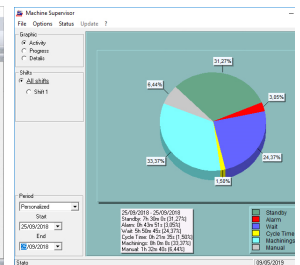 Machine Supervisor
File Options Status Update ?
Graphic
Activity
Progress
Details
Shifts
All shifts
Shift 1
31,27%
3,05%
24,37%
1,50%
33,37%
6,44%
Period
Personalized
Start
25/09/2018
End
25/09/2018
25/09/2018 - 25/09/2018
Standby: 7h 30m 0s (31,27%)
Alarm: 0h 43m 51s (3,05%)
Wait: 5h 50m 45s (24,37%)
Cycle Time: 0h 21m 35s (1,50%)
Machinings: 8h 0m 8s (33,37%)
Manual: 1h 32m 40s (6,44%)
Standby
Alarm
Wait
Cycle Time
Machinings
Manual
Stato
09/05/2019